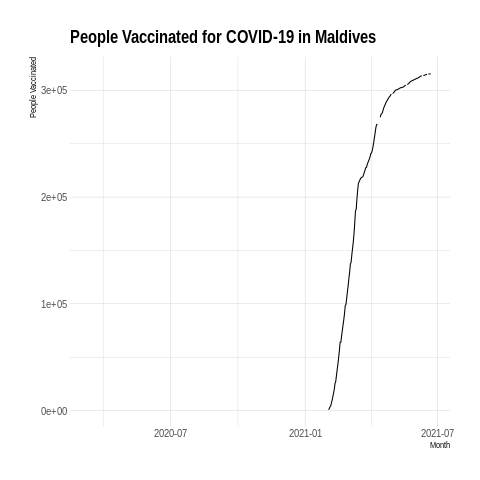 People Vaccinated for COVID-19 in Maldives
People Vaccinated
3e+05
2e+05
1e+05
0e+00
2020-07
2021-01
2021-07
Month